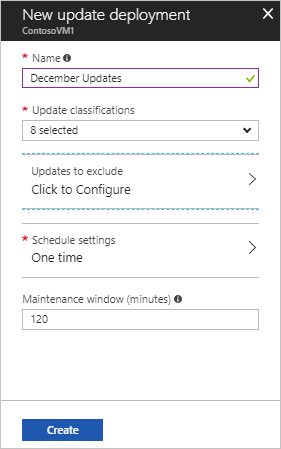 New update deployment
ContosoVM1
* Name
December Updates
* Update classifications
8 selected
Updates to exclude
Click to Configure
* Schedule settings
One time
Maintenance window (minutes)
120
Create